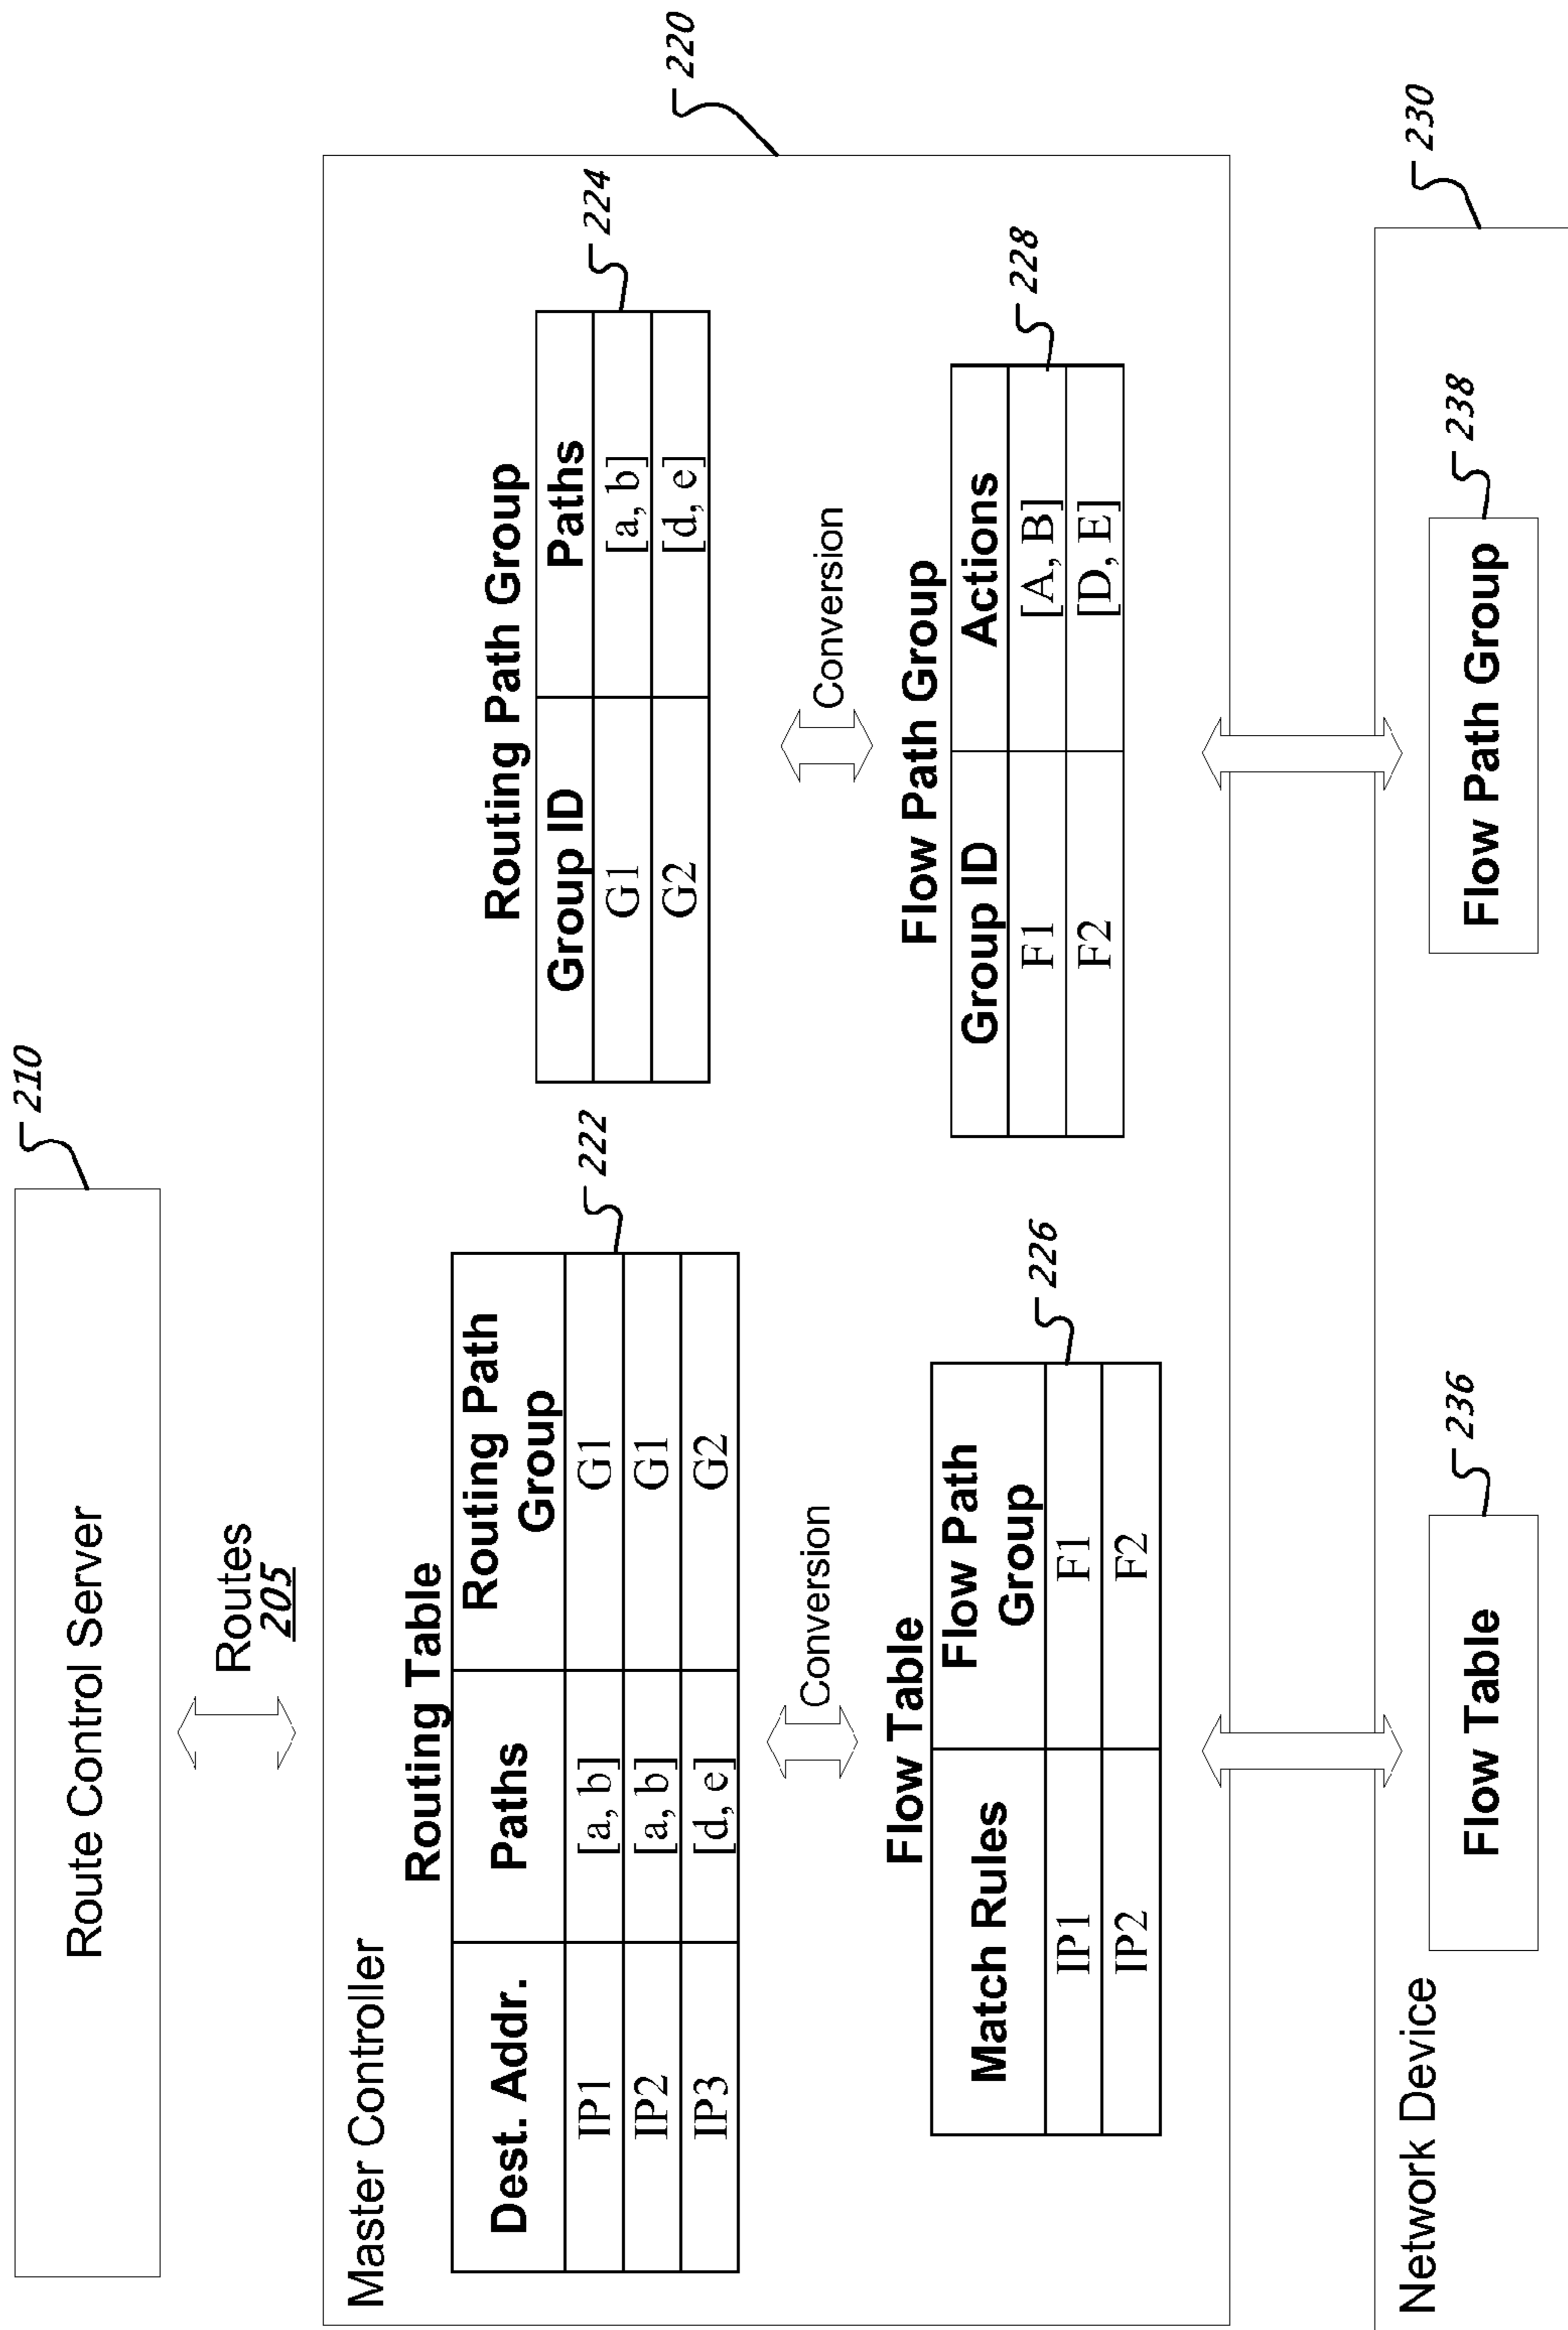 Route Control Server
210
Routes
205
Master Controller
220
Routing Table
Dest. Addr. Paths Routing Path
Group
IP1 [a, b] G1
IP2 [a, b] G1
IP3 [d, e] G2
222
Routing Path Group
Group ID Paths
G1 [a, b]
G2 [d, e]
224
Conversion
Conversion
Flow Table
Match Rules Flow Path
Group
IP1 F1
IP2 F2
226
Flow Path Group
Group ID Actions
F1 [A, B]
F2 [D, E]
228
Network Device
230
Flow Table
236
Flow Path Group
238